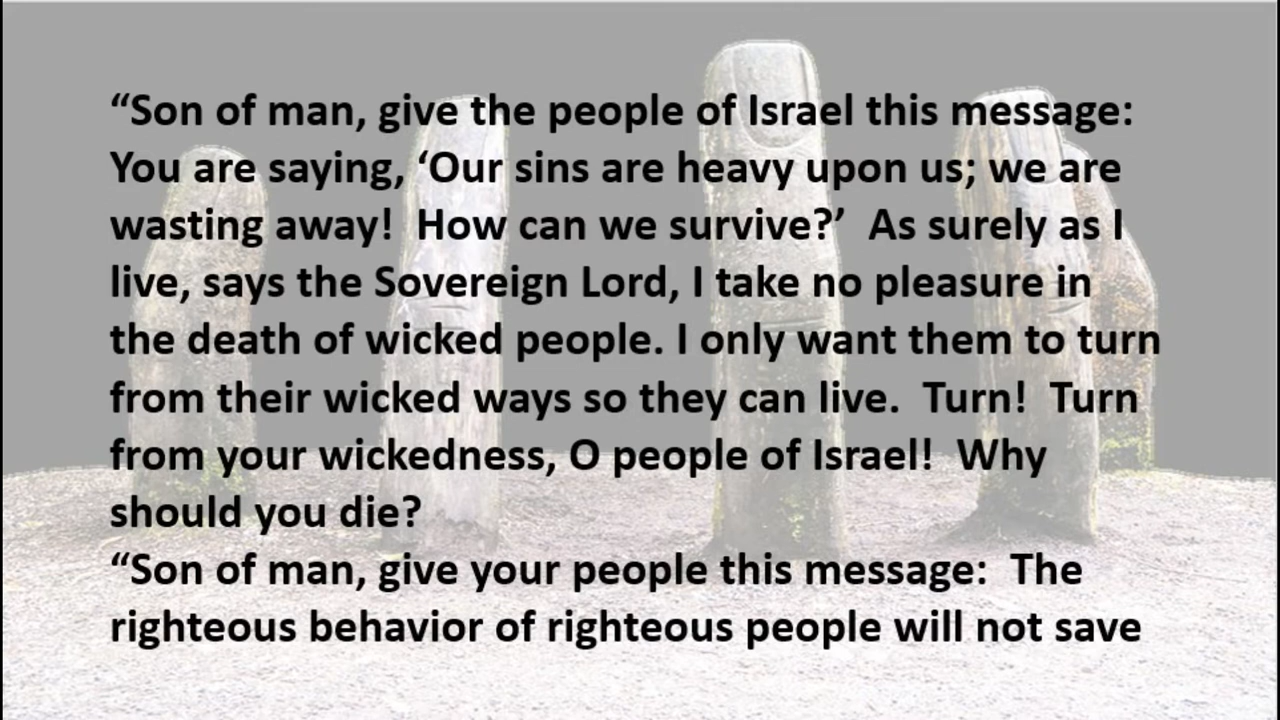 “Son of man, give the people of Israel this message:
You are saying, ‘Our sins are heavy upon us; we are
wasting away!  How can we survive?’  As surely as I
live, says the Sovereign Lord, I take no pleasure in
the death of wicked people. I only want them to turn
from their wicked ways so they can live.  Turn!  Turn
from your wickedness, O people of Israel!  Why
should you die?
“Son of man, give your people this message:  The
righteous behavior of righteous people will not save